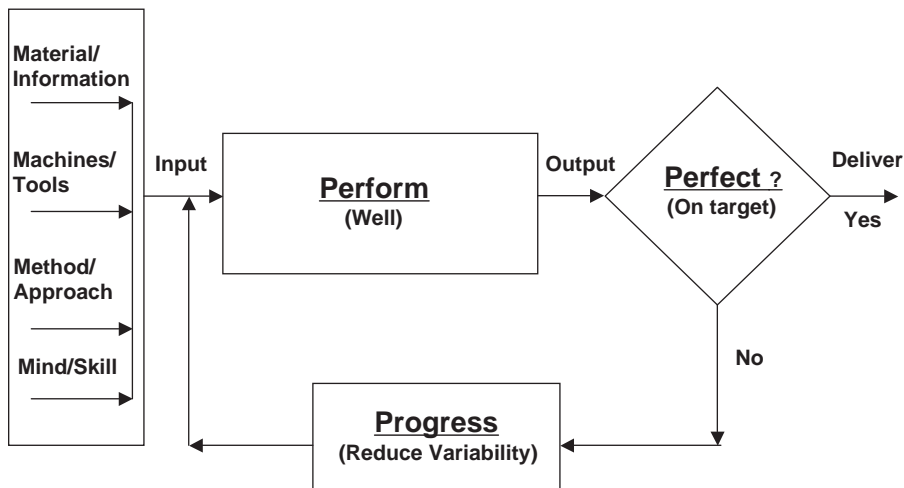 Material/
Information
Machines/
Tools
Method/
Approach
Mind/Skill
Input
Perform
(Well)
Output
Perfect ?
(On target)
Deliver
Yes
No
Progress
(Reduce Variability)